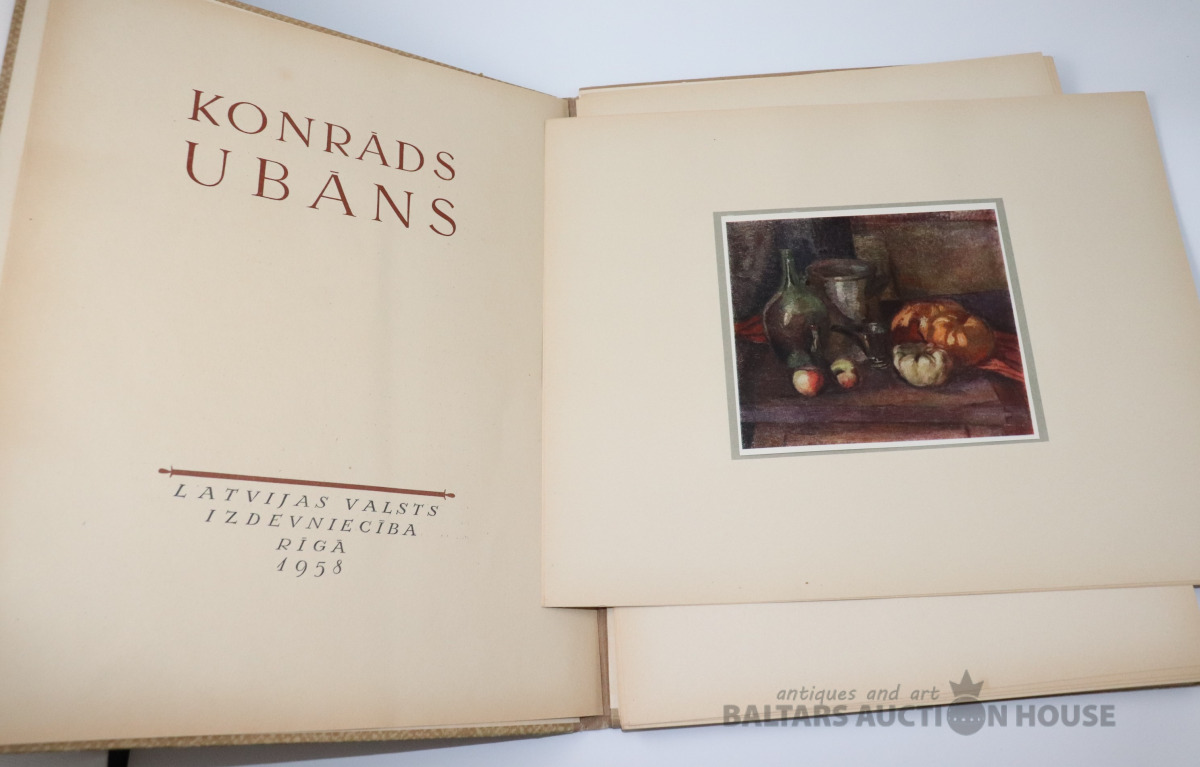 KONRĀDS
UBĀNS
LATVIJAS VALSTS
IZDEVNIECĪBA
RĪGĀ
1958
antiques and art
BALTARS AUCTION HOUSE